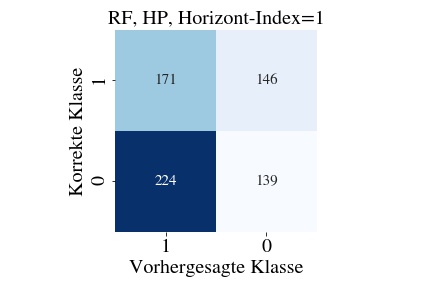 RF, HP, Horizont-Index=1
Korrekte Klasse
1
171
146
0
224
139
1
0
Vorhergesagte Klasse